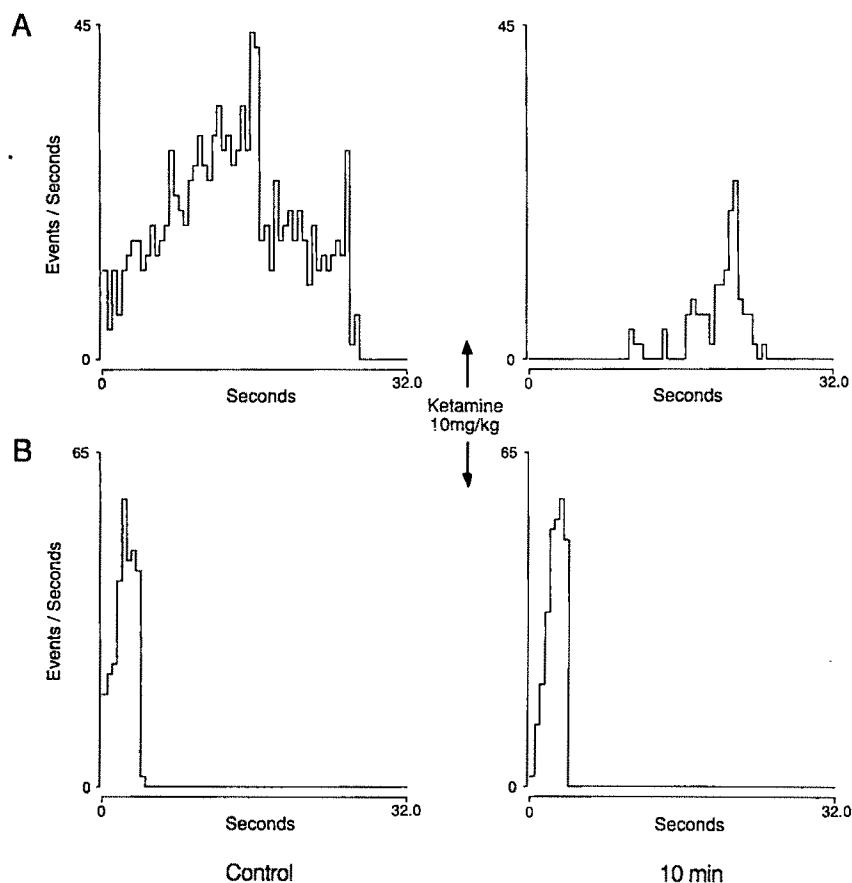 A
45
Events / Seconds
0
0
Seconds
32.0
45
0
0
Seconds
32.0
Ketamine
10mg/kg
B
65
Events / Seconds
0
0
Seconds
32.0
65
0
0
Seconds
32.0
Control
10 min